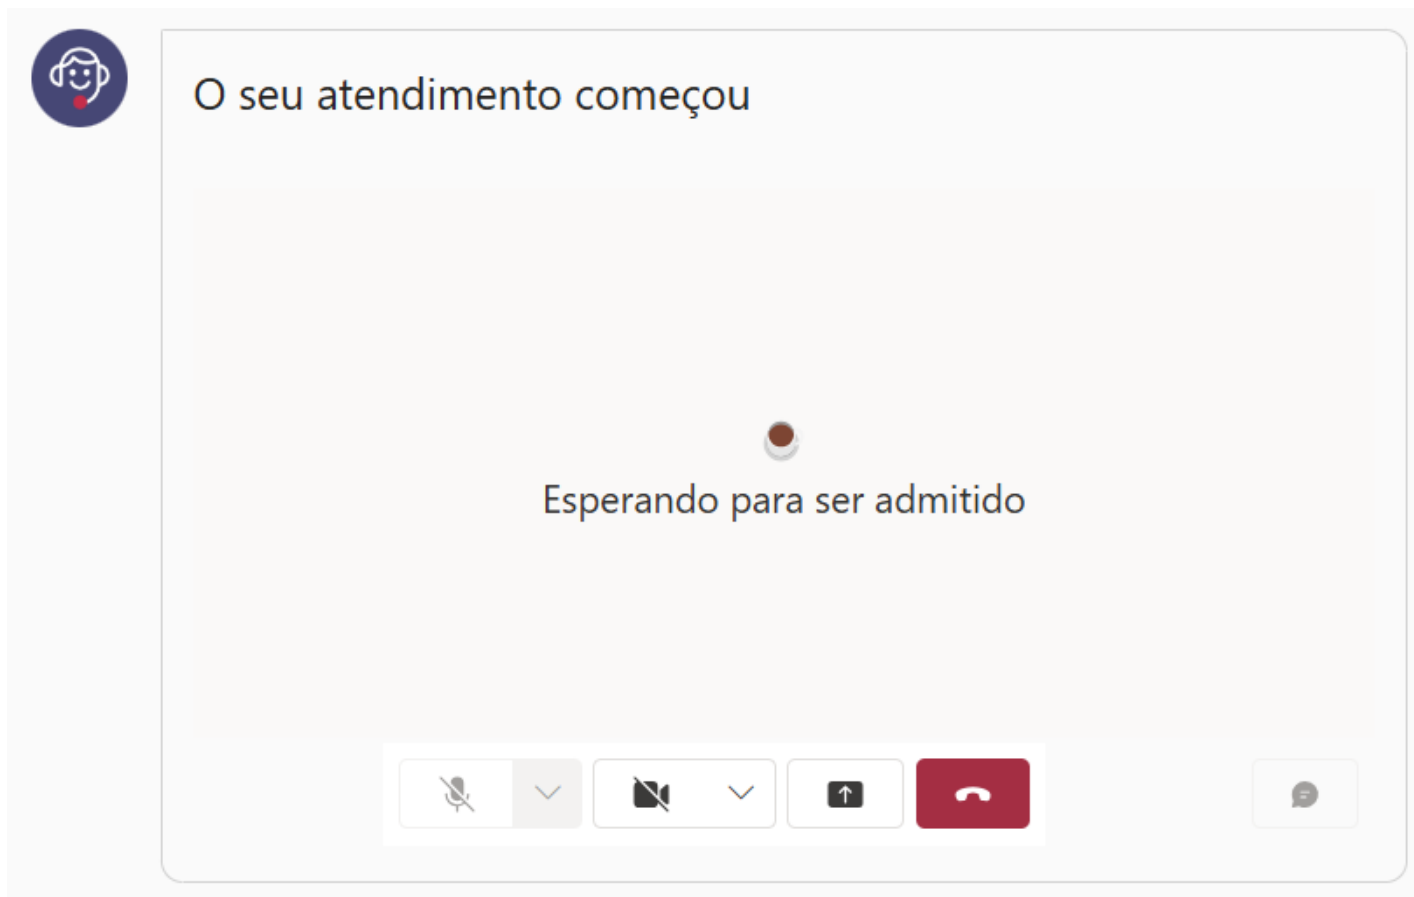 O seu atendimento começou
Esperando para ser admitido